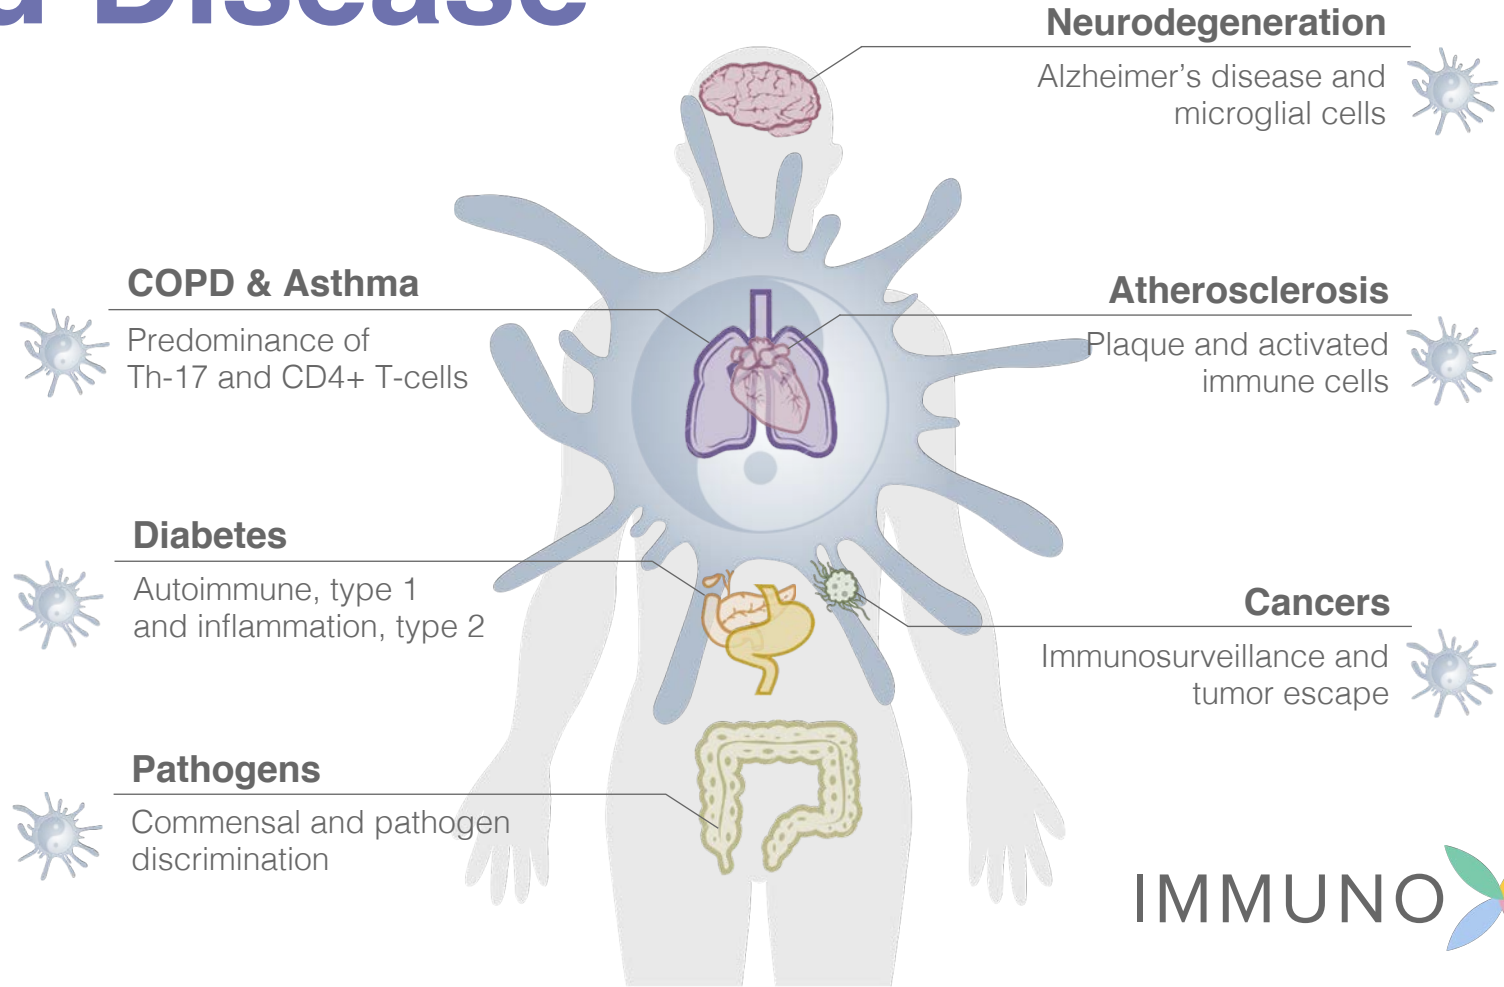 d Disease
Neurodegeneration
Alzheimer’s disease and
microglial cells
COPD & Asthma
Predominance of
Th-17 and CD4+ T-cells
Atherosclerosis
Plaque and activated
immune cells
Diabetes
Autoimmune, type 1
and inflammation, type 2
Cancers
Immunosurveillance and
tumor escape
Pathogens
Commensal and pathogen
discrimination
IMMUNO